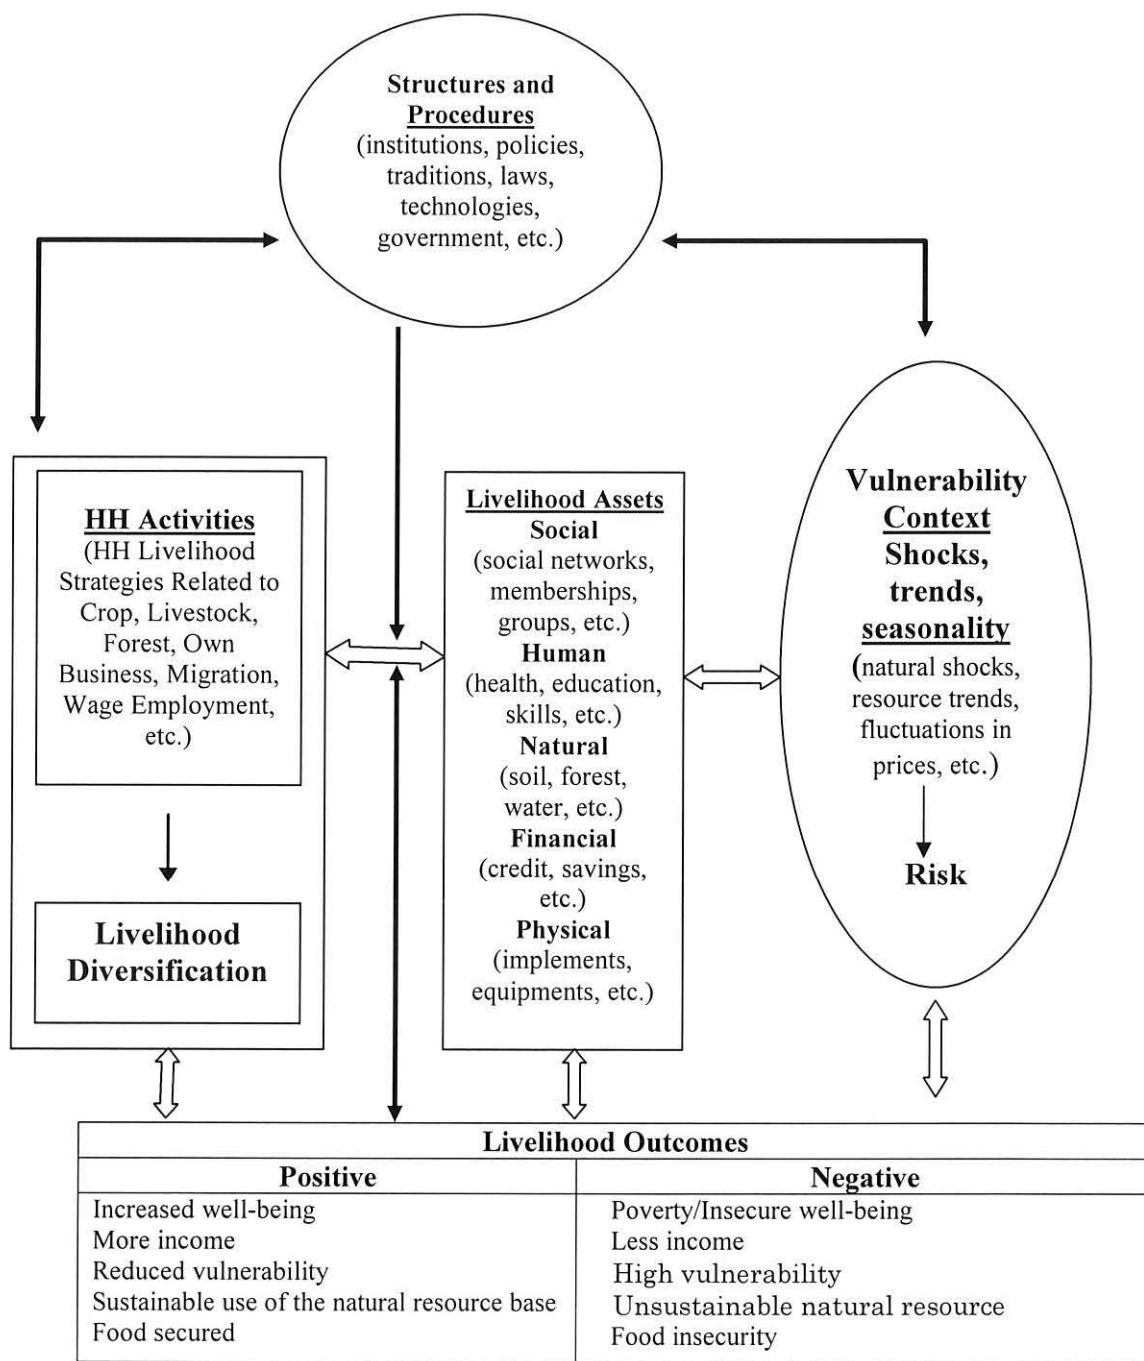 Structures and
Procedures
(institutions, policies,
traditions, laws,
technologies,
government, etc.)
HH Activities
(HH Livelihood
Strategies Related to
Crop, Livestock,
Forest, Own
Business, Migration,
Wage Employment,
etc.)
Livelihood
Diversification
Livelihood Assets
Social
(social networks,
memberships,
groups, etc.)
Human
(health, education,
skills, etc.)
Natural
(soil, forest,
water, etc.)
Financial
(credit, savings,
etc.)
Physical
(implements,
equipments, etc.)
Vulnerability
Context
Shocks,
trends,
seasonality
(natural shocks,
resource trends,
fluctuations in
prices, etc.)
Risk
Livelihood Outcomes
Positive
Negative
Increased well-being
More income
Reduced vulnerability
Sustainable use of the natural resource base
Food secured
Poverty/Insecure well-being
Less income
High vulnerability
Unsustainable natural resource
Food insecurity